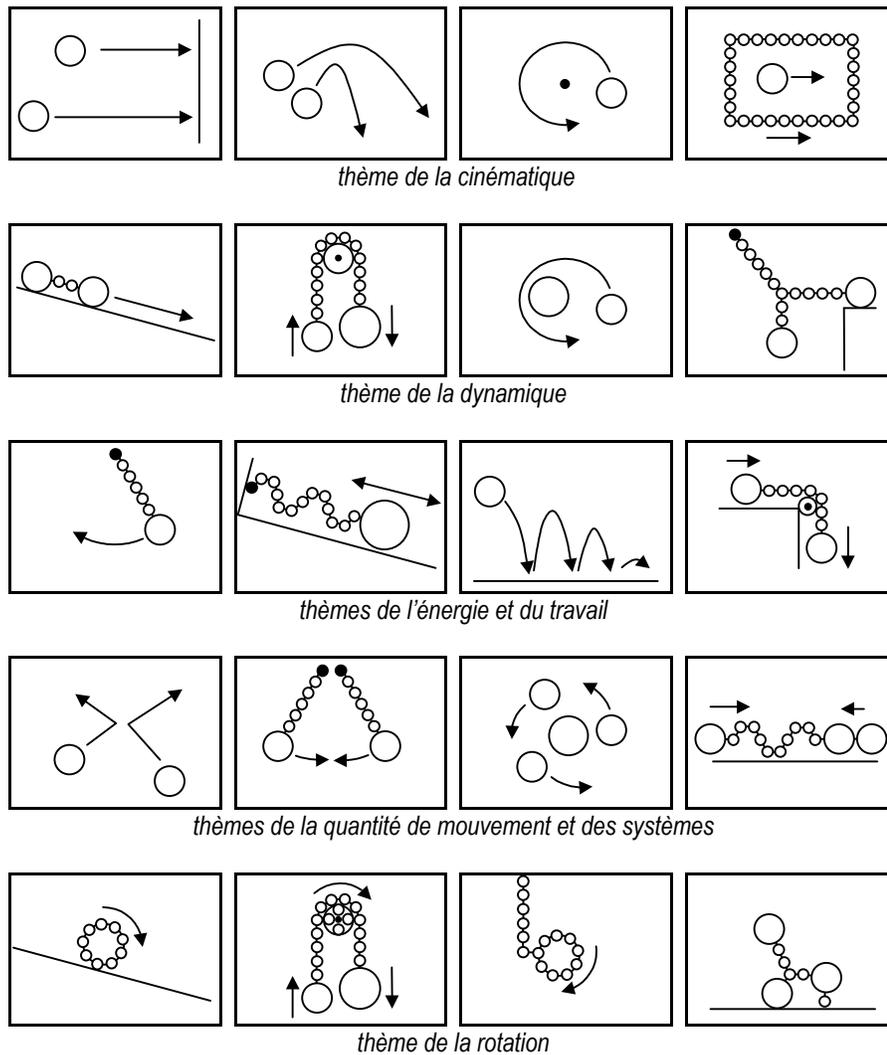 thème de la cinématique
thème de la dynamique
thèmes de l'énergie et du travail
thèmes de la quantité de mouvement et des systèmes
thème de la rotation